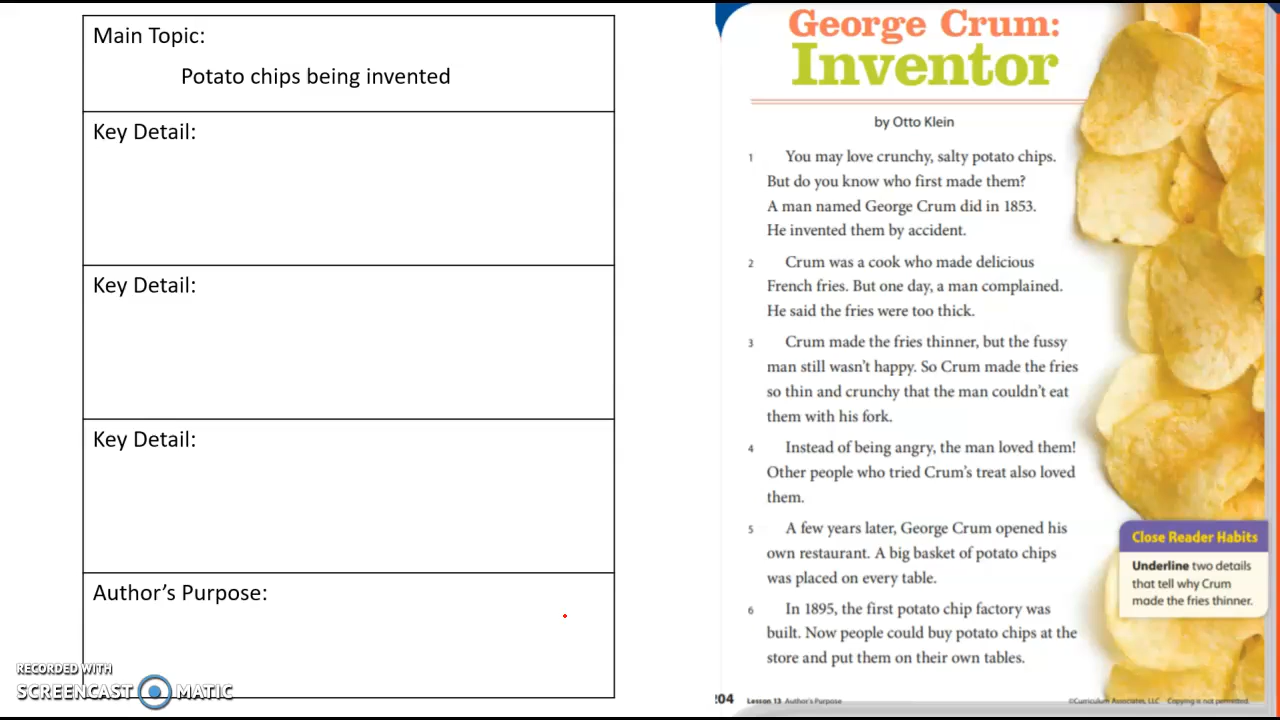 Main Topic:
Potato chips being invented
Key Detail:
Key Detail:
Key Detail:
Author's Purpose:
RECORDED WITH
SCREENCAST MATIC
George Crum:
Inventor
by Otto Klein
1 You may love crunchy, salty potato chips.
But do you know who first made them?
A man named George Crum did in 1853.
He invented them by accident.
2 Crum was a cook who made delicious
French fries. But one day, a man complained.
He said the fries were too thick.
3 Crum made the fries thinner, but the fussy
man still wasn't happy. So Crum made the fries
so thin and crunchy that the man couldn't eat
them with his fork.
4 Instead of being angry, the man loved them!
Other people who tried Crum's treat also loved
them.
5 A few years later, George Crum opened his
own restaurant. A big basket of potato chips
was placed on every table.
6 In 1895, the first potato chip factory was
built. Now people could buy potato chips at the
store and put them on their own tables.
Close Reader Habits
Underline two details
that tell why Crum
made the fries thinner.
204 Lesson 13 Author's Purpose ©Curriculum Associates, LLC Copying is not permitted.